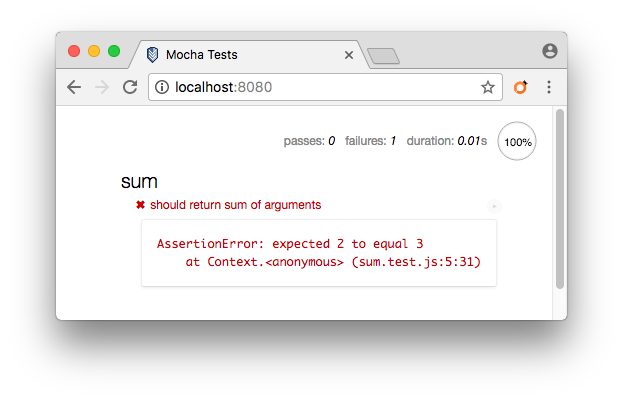 Mocha Tests
localhost:8080
passes: 0 failures: 1 duration: 0.01s 100%
sum
✖ should return sum of arguments
AssertionError: expected 2 to equal 3
at Context.<anonymous> (sum.test.js:5:31)